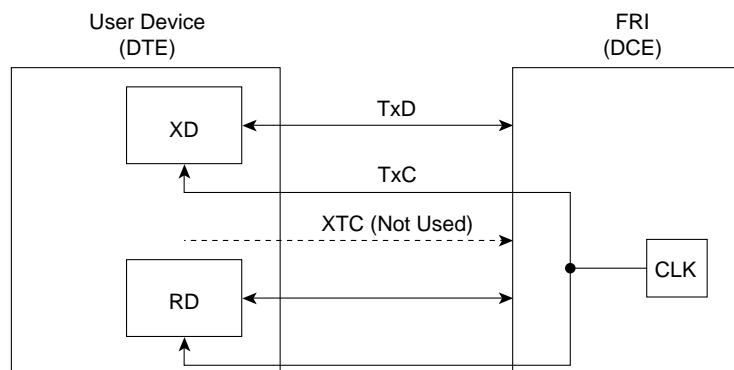 User Device
(DTE)
FRI
(DCE)
XD
TxD
TxC
XTC (Not Used)
CLK
RD